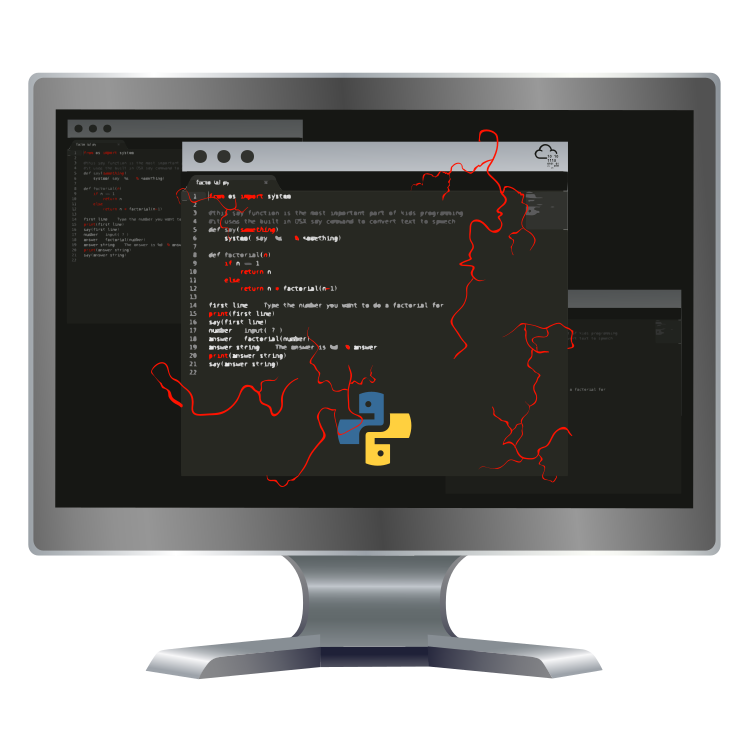 factorial.py
1 from os import system
2
3 #this say function is the most important part of kids programming
4 #it uses the built in OSX say command to convert text to speech
5 def say(something)
6 system( say %s % something)
7
8 def factorial(n)
9 if n == 1
10 return n
11 else
12 return n * factorial(n-1)
13
14 first line Type the number you want to do a factorial for
15 print(first line)
16 say(first line)
17 number input( ? )
18 answer factorial(number)
19 answer string The answer is %d % answer
20 print(answer string)
21 say(answer string)
22